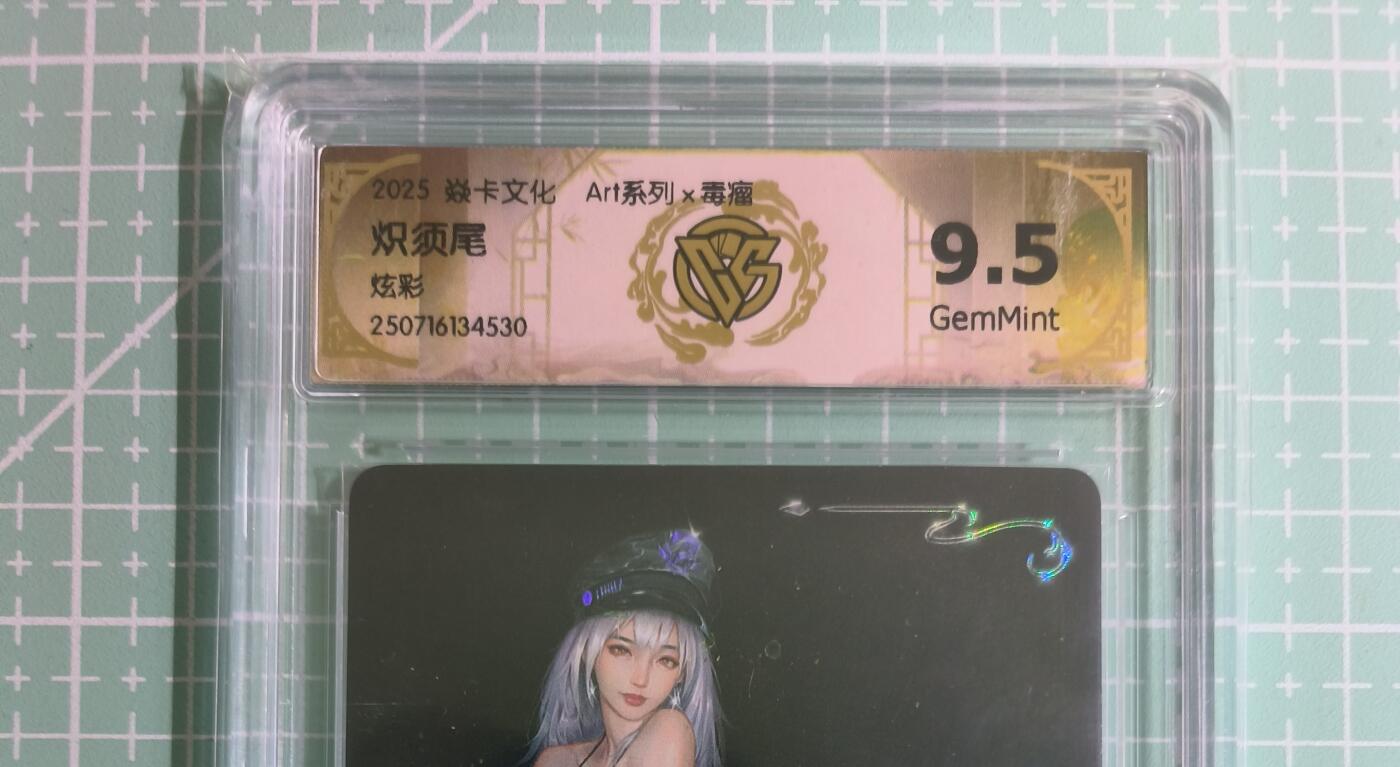 2025 焱卡文化 Art系列×毒瘤
炽须尾
炫彩
250716134530
9.5
GemMint